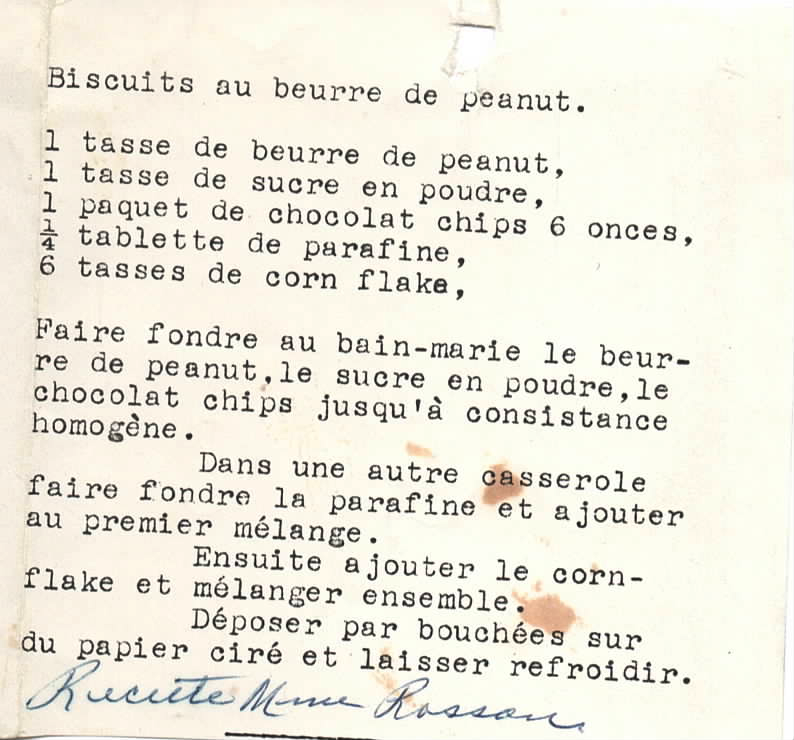 Biscuits au beurre de peanut.
1 tasse de beurre de peanut,
1 tasse de sucre en poudre,
1 paquet de chocolat chips 6 onces,
¼ tablette de parafine,
6 tasses de corn flake,
Faire fondre au bain-marie le beur-
re de peanut,le sucre en poudre,le
chocolat chips jusqu'à consistance
homogène.
Dans une autre casserole
faire fondre la parafine et ajouter
au premier mélange.
Ensuite ajouter le corn-
flake et mélanger ensemble.
Déposer par bouchées sur
du papier ciré et laisser refroidir.
Recette Mme